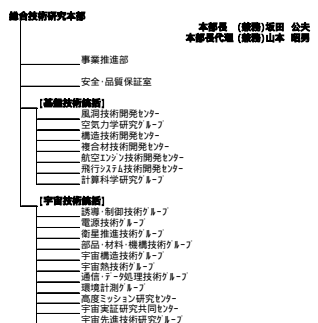 総合技術研究本部
本部長 (兼務)坂田 公夫
本部長代理 (兼務)山本 昭男
事業推進部
安全･品質保証室
【基盤技術統括】
風洞技術開発センター
空気力学研究グループ
構造技術開発センター
複合材技術開発センター
航空エンジン技術開発センター
飛行システム技術開発センター
計算科学研究グループ
【宇宙技術統括】
誘導･制御技術グループ
電源技術グループ
衛星推進技術グループ
部品･材料･機構技術グループ
宇宙構造技術グループ
宇宙熱技術グループ
通信･データ処理技術グループ
環境計測グループ
高度ミッション研究センター
宇宙実証研究共同センター
宇宙先進技術研究グループ